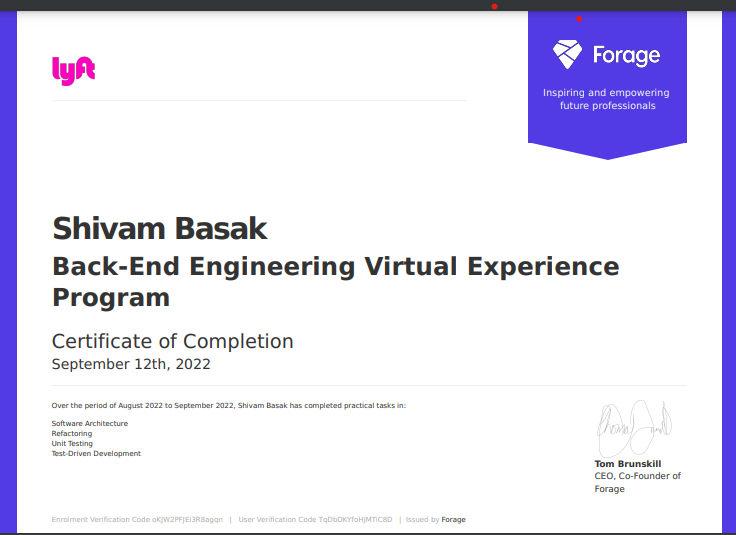 lyft
Forage
Inspiring and empowering
future professionals
Shivam Basak
Back-End Engineering Virtual Experience
Program
Certificate of Completion
September 12th, 2022
Over the period of August 2022 to September 2022, Shivam Basak has completed practical tasks in:
Software Architecture
Refactoring
Unit Testing
Test-Driven Development
Tom Brunskill
CEO, Co-Founder of
Forage
Enrolment Verification Code oKJW2PFJEi3R8agqn | User Verification Code TqDbDKYfoHJMTiC8D | Issued by Forage